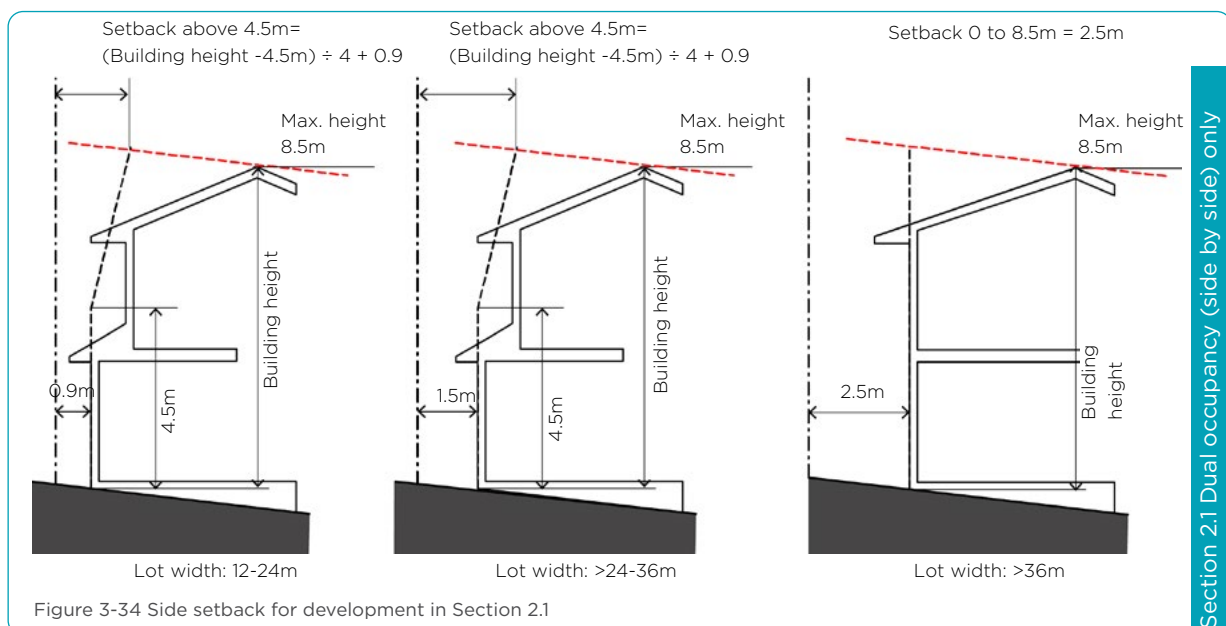 Setback above 4.5m=
(Building height -4.5m) ÷ 4 + 0.9
Max. height
8.5m
Building height
4.5m
0.9m
Lot width: 12-24m
Setback above 4.5m=
(Building height -4.5m) ÷ 4 + 0.9
Max. height
8.5m
Building height
4.5m
1.5m
Lot width: >24-36m
Setback 0 to 8.5m = 2.5m
Max. height
8.5m
Building
height
2.5m
Lot width: >36m
Figure 3-34 Side setback for development in Section 2.1
Section 2.1 Dual occupancy (side by side) only